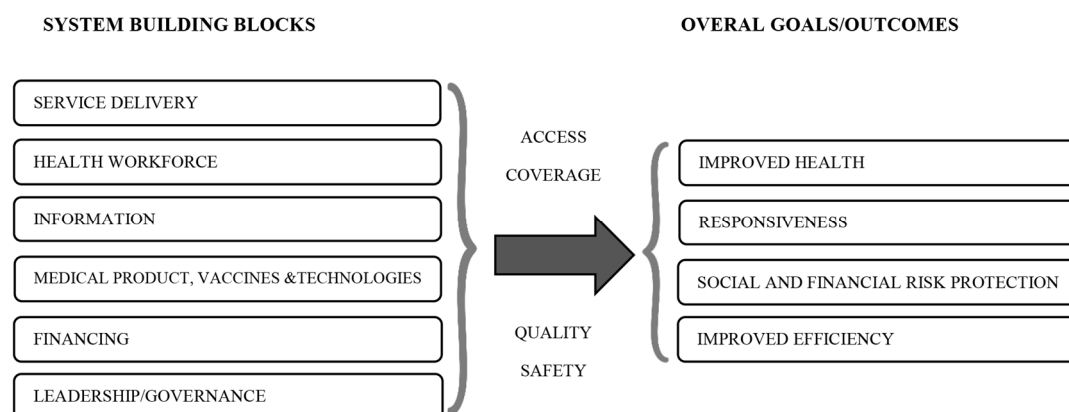 SYSTEM BUILDING BLOCKS
OVERAL GOALS/OUTCOMES
SERVICE DELIVERY
HEALTH WORKFORCE
INFORMATION
MEDICAL PRODUCT, VACCINES &TECHNOLOGIES
FINANCING
LEADERSHIP/GOVERNANCE
ACCESS
COVERAGE
QUALITY
SAFETY
IMPROVED HEALTH
RESPONSIVENESS
SOCIAL AND FINANCIAL RISK PROTECTION
IMPROVED EFFICIENCY